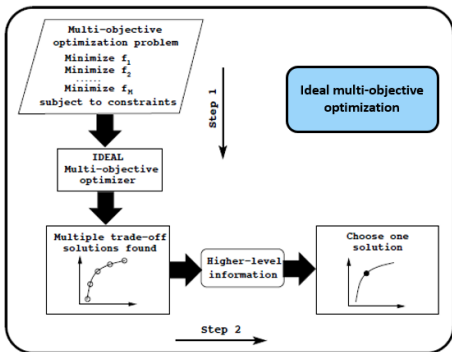 Multi-objective
optimization problem
Minimize f1
Minimize f2
......
Minimize fM
subject to constraints
Step 1
Ideal multi-objective
optimization
IDEAL
Multi-objective
optimizer
Multiple trade-off
solutions found
Higher-level
information
Choose one
solution
Step 2